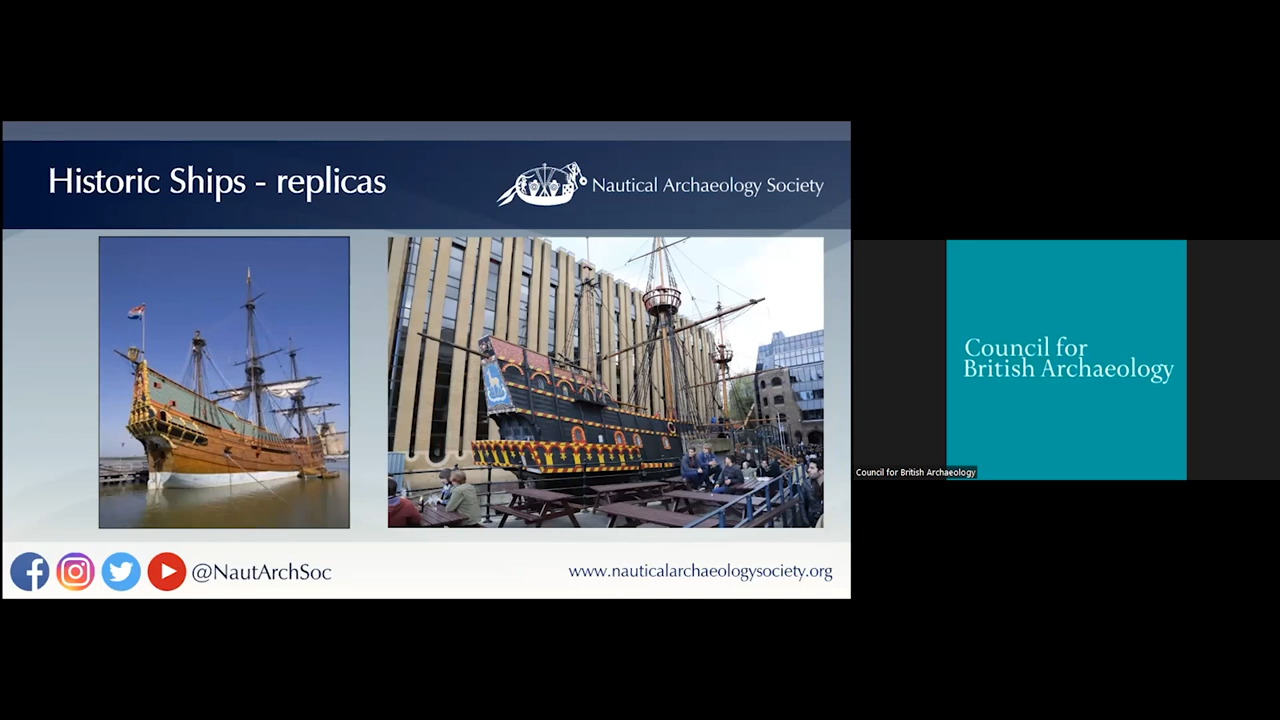 Historic Ships - replicas
Nautical Archaeology Society
Council for
British Archaeology
Council for British Archaeology
@NautArchSoc
www.nauticalarchaeologysociety.org